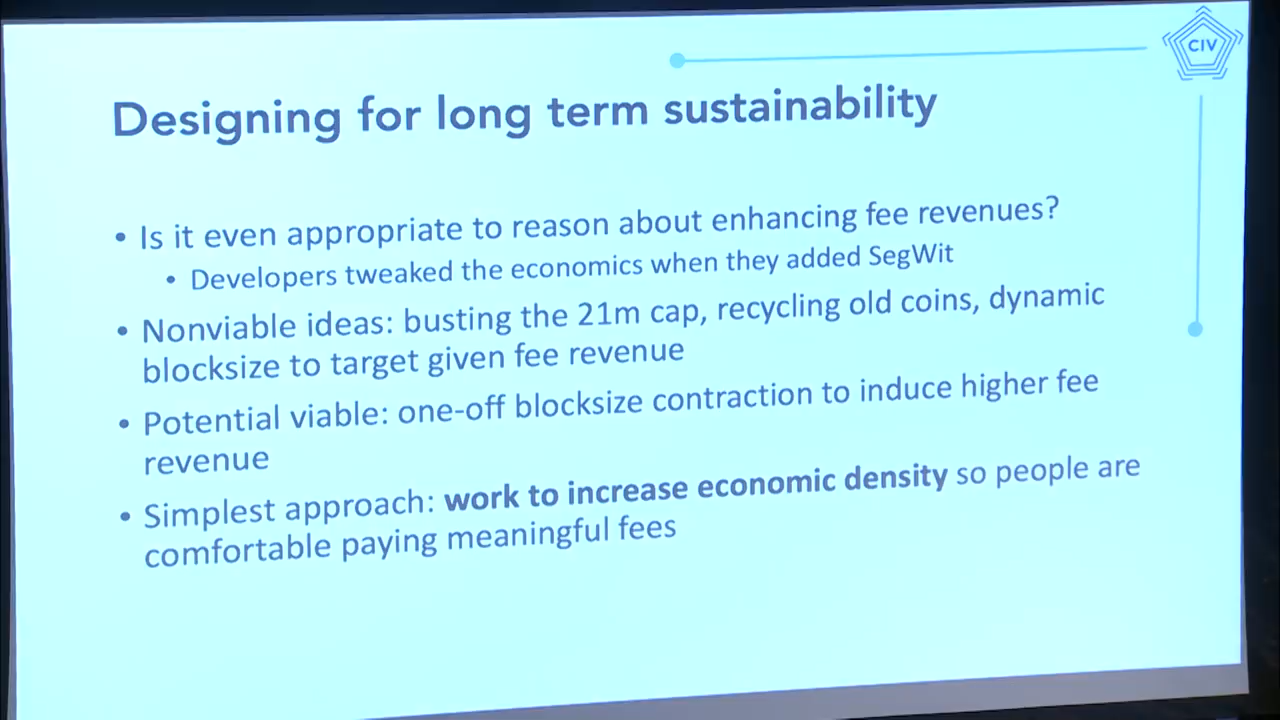 CIV
Designing for long term sustainability
• Is it even appropriate to reason about enhancing fee revenues?
• Developers tweaked the economics when they added SegWit
• Nonviable ideas: busting the 21m cap, recycling old coins, dynamic
blocksize to target given fee revenue
• Potential viable: one-off blocksize contraction to induce higher fee
revenue
• Simplest approach: work to increase economic density so people are
comfortable paying meaningful fees